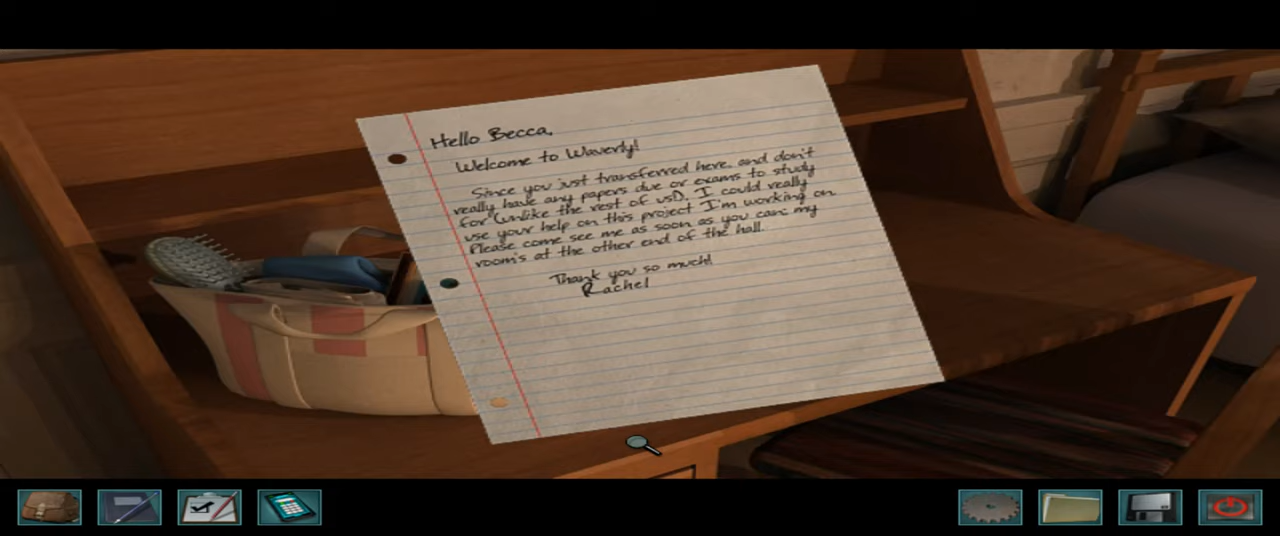 Hello Becca,
Welcome to Waverly!
Since you just transferred here, and don't
really have any papers due or exams to study
for (unlike the rest of us!), I could really
use your help on this project I'm working on.
Please come see me as soon as you can; my
room's at the other end of the hall.
Thank you so much!
Rachel